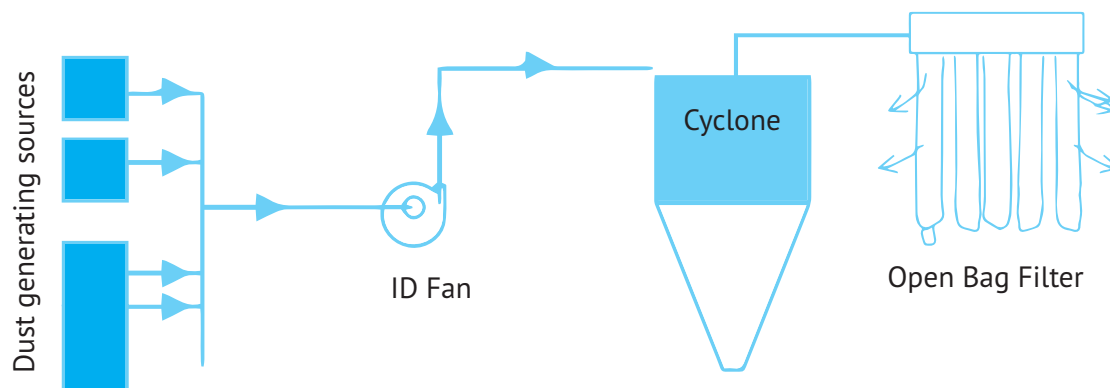 Dust generating sources
ID Fan
Cyclone
Open Bag Filter